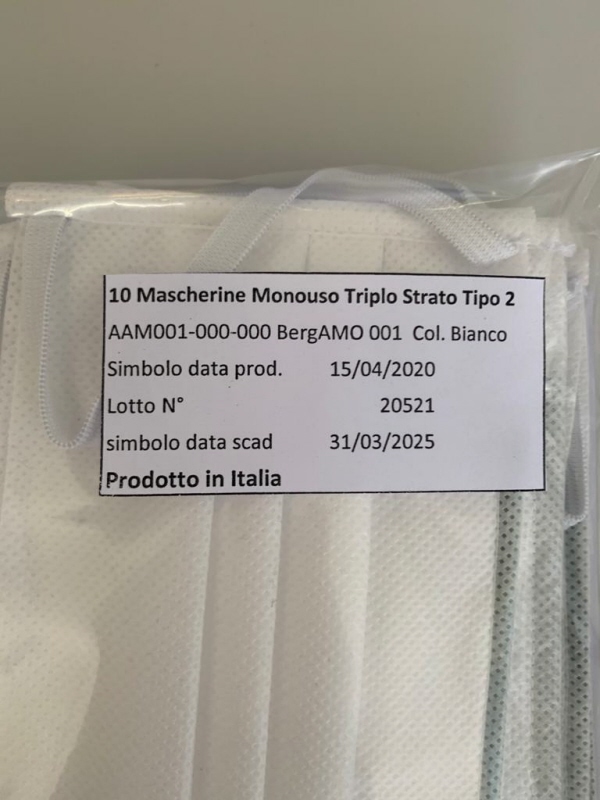 10 Mascherine Monouso Triplo Strato Tipo 2
AAM001-000-000 BergAMO 001 Col. Bianco
Simbolo data prod. 15/04/2020
Lotto N° 20521
simbolo data scad 31/03/2025
Prodotto in Italia